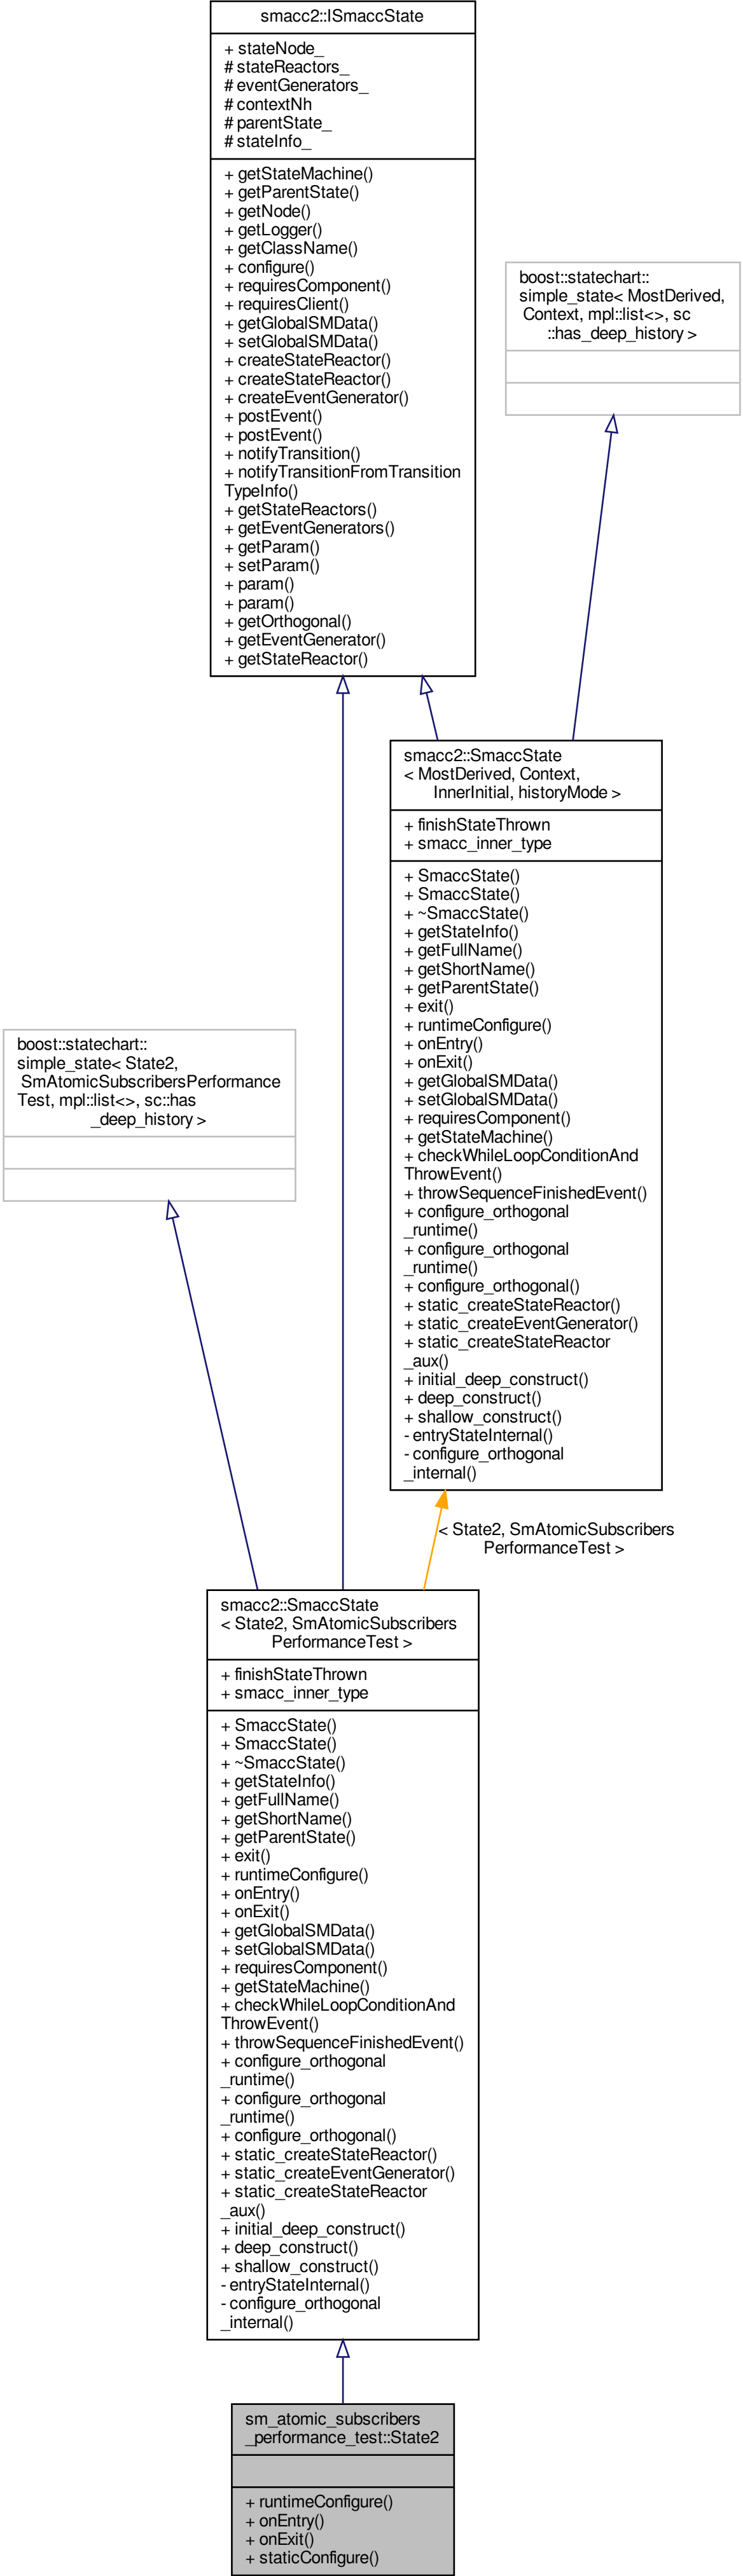 smacc2::ISmaccState
+ stateNode_
# stateReactors_
# eventGenerators_
# contextNh
# parentState_
# stateInfo_
+ getStateMachine()
+ getParentState()
+ getNode()
+ getLogger()
+ getClassName()
+ configure()
+ requiresComponent()
+ requiresClient()
+ getGlobalSMData()
+ setGlobalSMData()
+ createStateReactor()
+ createStateReactor()
+ createEventGenerator()
+ postEvent()
+ postEvent()
+ notifyTransition()
+ notifyTransitionFromTransition
TypeInfo()
+ getStateReactors()
+ getEventGenerators()
+ getParam()
+ setParam()
+ param()
+ param()
+ getOrthogonal()
+ getEventGenerator()
+ getStateReactor()
boost::statechart::
simple_state< MostDerived,
Context, mpl::list<>, sc
::has_deep_history >
smacc2::SmaccState
< MostDerived, Context,
InnerInitial, historyMode >
+ finishStateThrown
+ smacc_inner_type
+ SmaccState()
+ SmaccState()
+ ~SmaccState()
+ getStateInfo()
+ getFullName()
+ getShortName()
+ getParentState()
+ exit()
+ runtimeConfigure()
+ onEntry()
+ onExit()
+ getGlobalSMData()
+ setGlobalSMData()
+ requiresComponent()
+ getStateMachine()
+ checkWhileLoopConditionAnd
ThrowEvent()
+ throwSequenceFinishedEvent()
+ configure_orthogonal
_runtime()
+ configure_orthogonal
_runtime()
+ configure_orthogonal()
+ static_createStateReactor()
+ static_createEventGenerator()
+ static_createStateReactor
_aux()
+ initial_deep_construct()
+ deep_construct()
+ shallow_construct()
- entryStateInternal()
- configure_orthogonal
_internal()
boost::statechart::
simple_state< State2,
SmAtomicSubscribersPerformance
Test, mpl::list<>, sc::has
_deep_history >
< State2, SmAtomicSubscribers
PerformanceTest >
smacc2::SmaccState
< State2, SmAtomicSubscribers
PerformanceTest >
+ finishStateThrown
+ smacc_inner_type
+ SmaccState()
+ SmaccState()
+ ~SmaccState()
+ getStateInfo()
+ getFullName()
+ getShortName()
+ getParentState()
+ exit()
+ runtimeConfigure()
+ onEntry()
+ onExit()
+ getGlobalSMData()
+ setGlobalSMData()
+ requiresComponent()
+ getStateMachine()
+ checkWhileLoopConditionAnd
ThrowEvent()
+ throwSequenceFinishedEvent()
+ configure_orthogonal
_runtime()
+ configure_orthogonal
_runtime()
+ configure_orthogonal()
+ static_createStateReactor()
+ static_createEventGenerator()
+ static_createStateReactor
_aux()
+ initial_deep_construct()
+ deep_construct()
+ shallow_construct()
- entryStateInternal()
- configure_orthogonal
_internal()
sm_atomic_subscribers
_performance_test::State2
+ runtimeConfigure()
+ onEntry()
+ onExit()
+ staticConfigure()